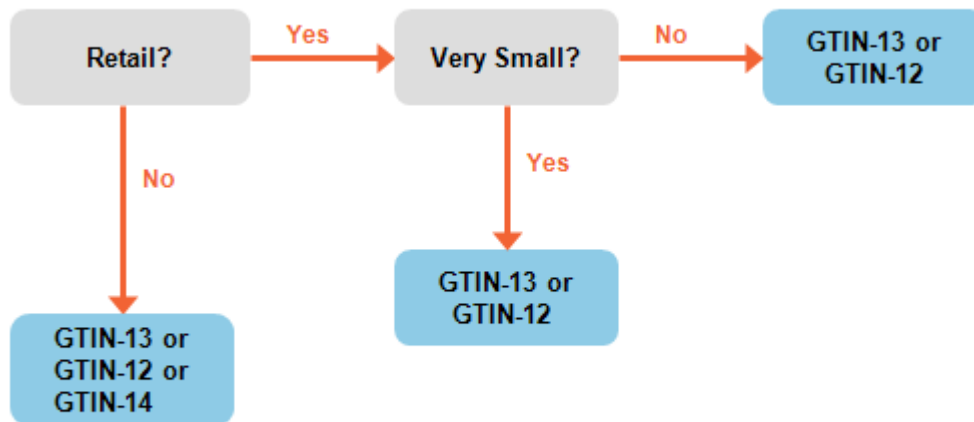 Retail?
Yes
Very Small?
No
GTIN-13 or
GTIN-12
No
Yes
GTIN-13 or
GTIN-12
GTIN-13 or
GTIN-12 or
GTIN-14